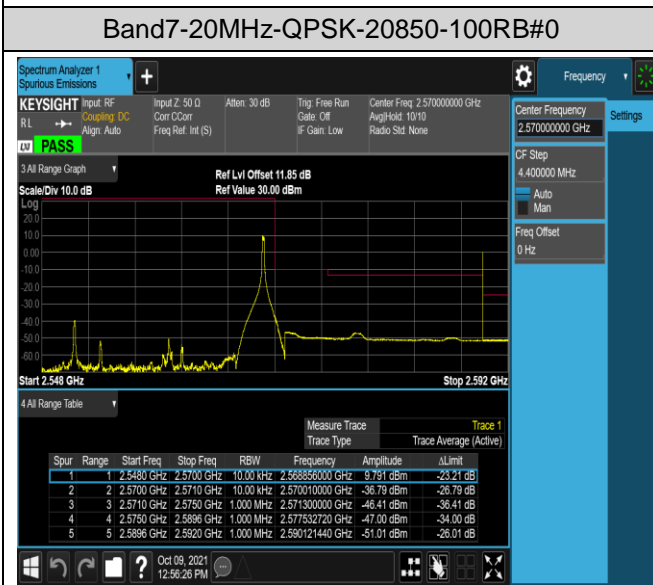 Band7-20MHz-QPSK-20850-100RB#0
Spectrum Analyzer 1
Spurious Emissions
+
Frequency
KEYSIGHT Input: RF Input Z: 50 Ω Atten: 30 dB Trig: Free Run Center Freq: 2.570000000 GHz
RL Coupling: DC Corr CCorr Gate: Off Avg|Hold: 10/10
Align: Auto Freq Ref: Int (S) IF Gain: Low Radio Std: None
LXI PASS
Center Frequency
2.570000000 GHz
Settings
CF Step
4.400000 MHz
Auto
Man
Freq Offset
0 Hz
3 All Range Graph
Ref Lvl Offset 11.85 dB
Scale/Div 10.0 dB Ref Value 30.00 dBm
Log
20.0
10.0
0.00
-10.0
-20.0
-30.0
-40.0
-50.0
-60.0
Start 2.548 GHz Stop 2.592 GHz
4 All Range Table
Measure Trace Trace 1
Trace Type Trace Average (Active)
Spur Range Start Freq Stop Freq RBW Frequency Amplitude ΔLimit
1 1 2.5480 GHz 2.5700 GHz 10.00 kHz 2.568856000 GHz 9.791 dBm -23.21 dB
2 2 2.5700 GHz 2.5710 GHz 10.00 kHz 2.570010000 GHz -36.79 dBm -26.79 dB
3 3 2.5710 GHz 2.5750 GHz 1.000 MHz 2.571300000 GHz -46.41 dBm -36.41 dB
4 4 2.5750 GHz 2.5896 GHz 1.000 MHz 2.577532720 GHz -47.00 dBm -34.00 dB
5 5 2.5896 GHz 2.5920 GHz 1.000 MHz 2.590121440 GHz -51.01 dBm -26.01 dB
? Oct 09, 2021
12:56:26 PM